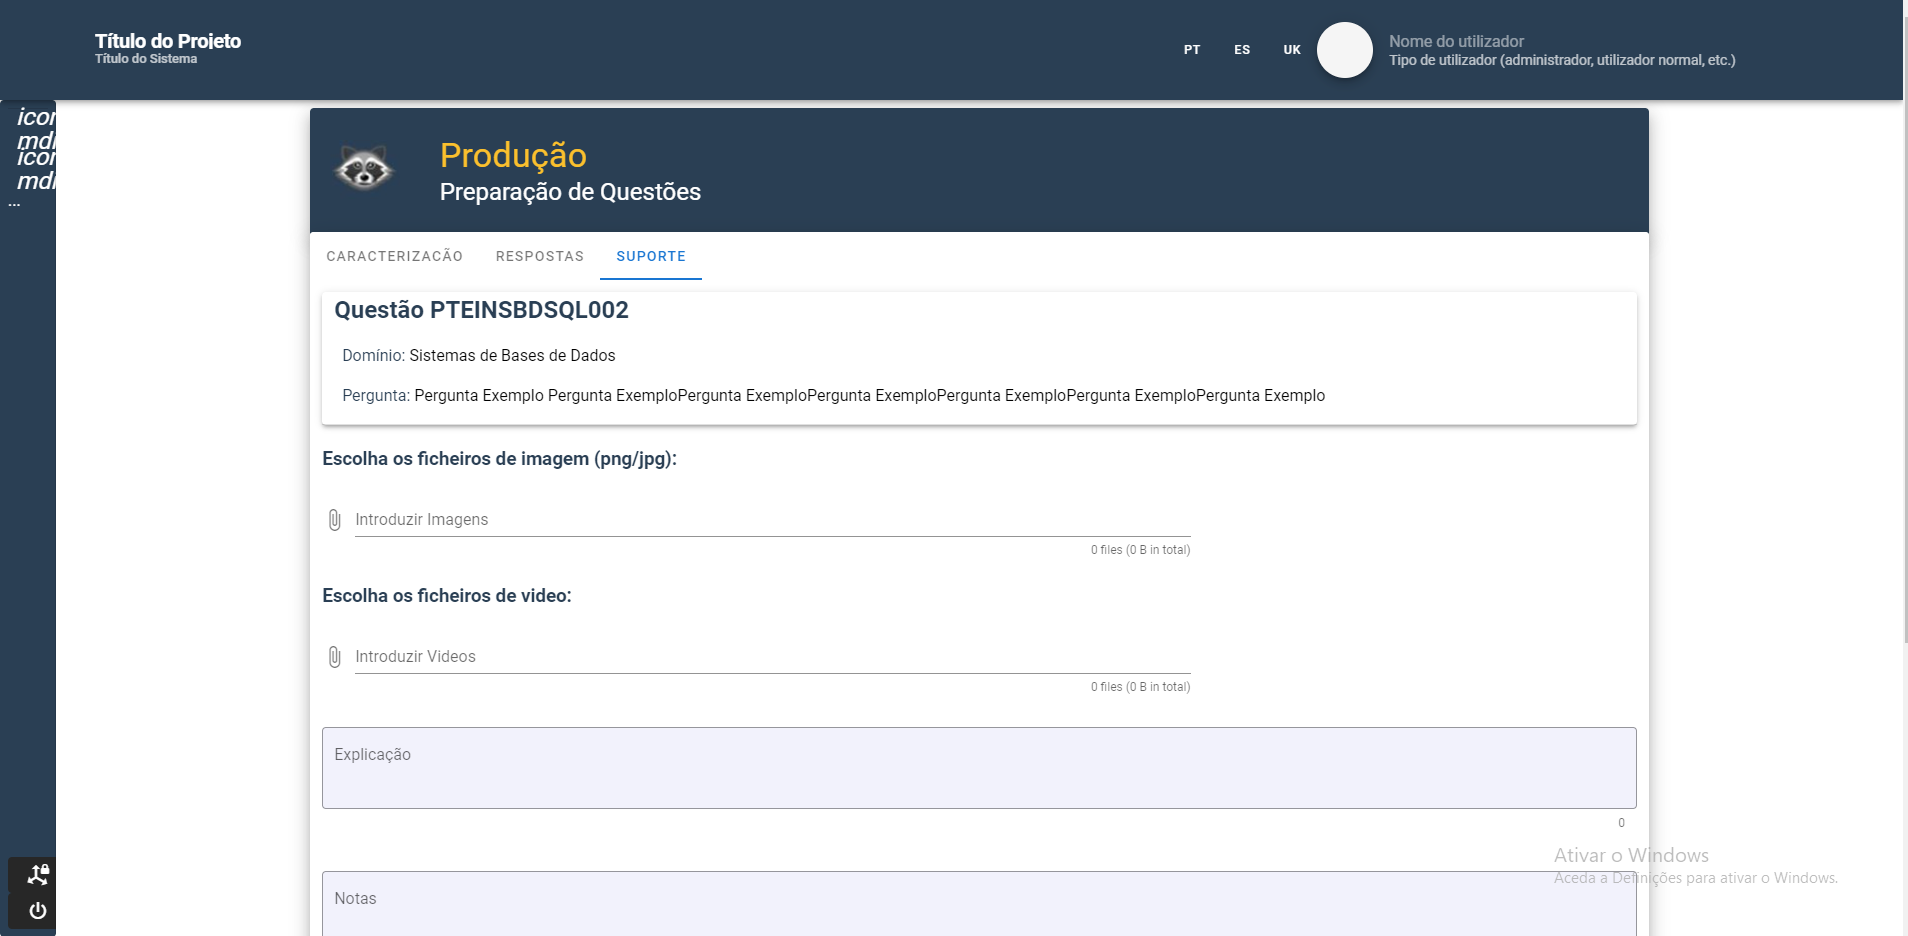 Título do Projeto
Título do Sistema
PT ES UK
Nome do utilizador
Tipo de utilizador (administrador, utilizador normal, etc.)
icon
mdi
icon
mdi
...
Produção
Preparação de Questões
CARACTERIZACÃO RESPOSTAS SUPORTE
Questão PTEINSBDSQL002
Domínio: Sistemas de Bases de Dados
Pergunta: Pergunta Exemplo Pergunta ExemploPergunta ExemploPergunta ExemploPergunta ExemploPergunta ExemploPergunta Exemplo
Escolha os ficheiros de imagem (png/jpg):
Introduzir Imagens
0 files (0 B in total)
Escolha os ficheiros de video:
Introduzir Videos
0 files (0 B in total)
Explicação
0
Notas
Ativar o Windows
Aceda a Definições para ativar o Windows.